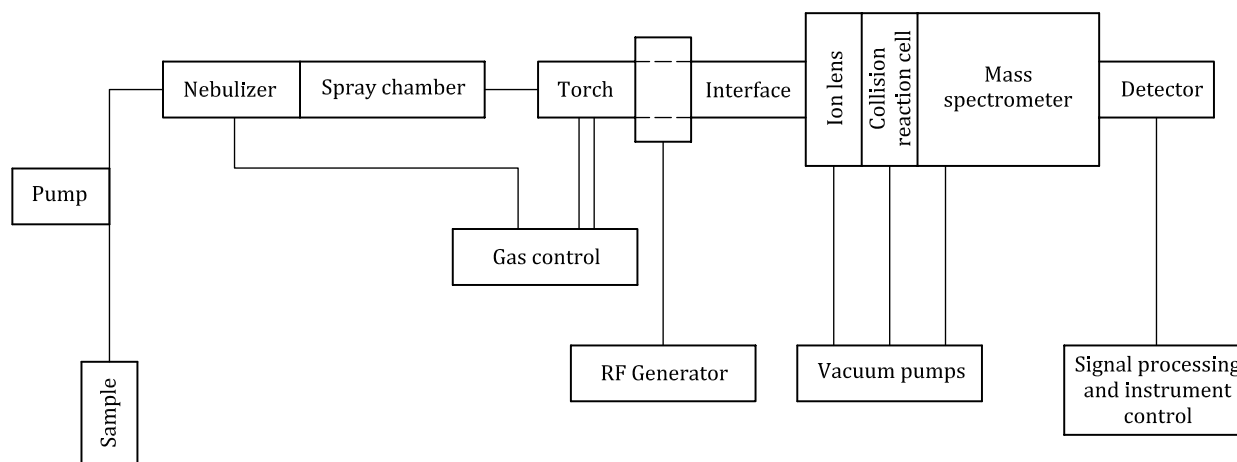 Nebulizer
Spray chamber
Torch
Interface
Ion lens
Collision
reaction cell
Mass
spectrometer
Detector
Pump
Gas control
Sample
RF Generator
Vacuum pumps
Signal processing
and instrument
control